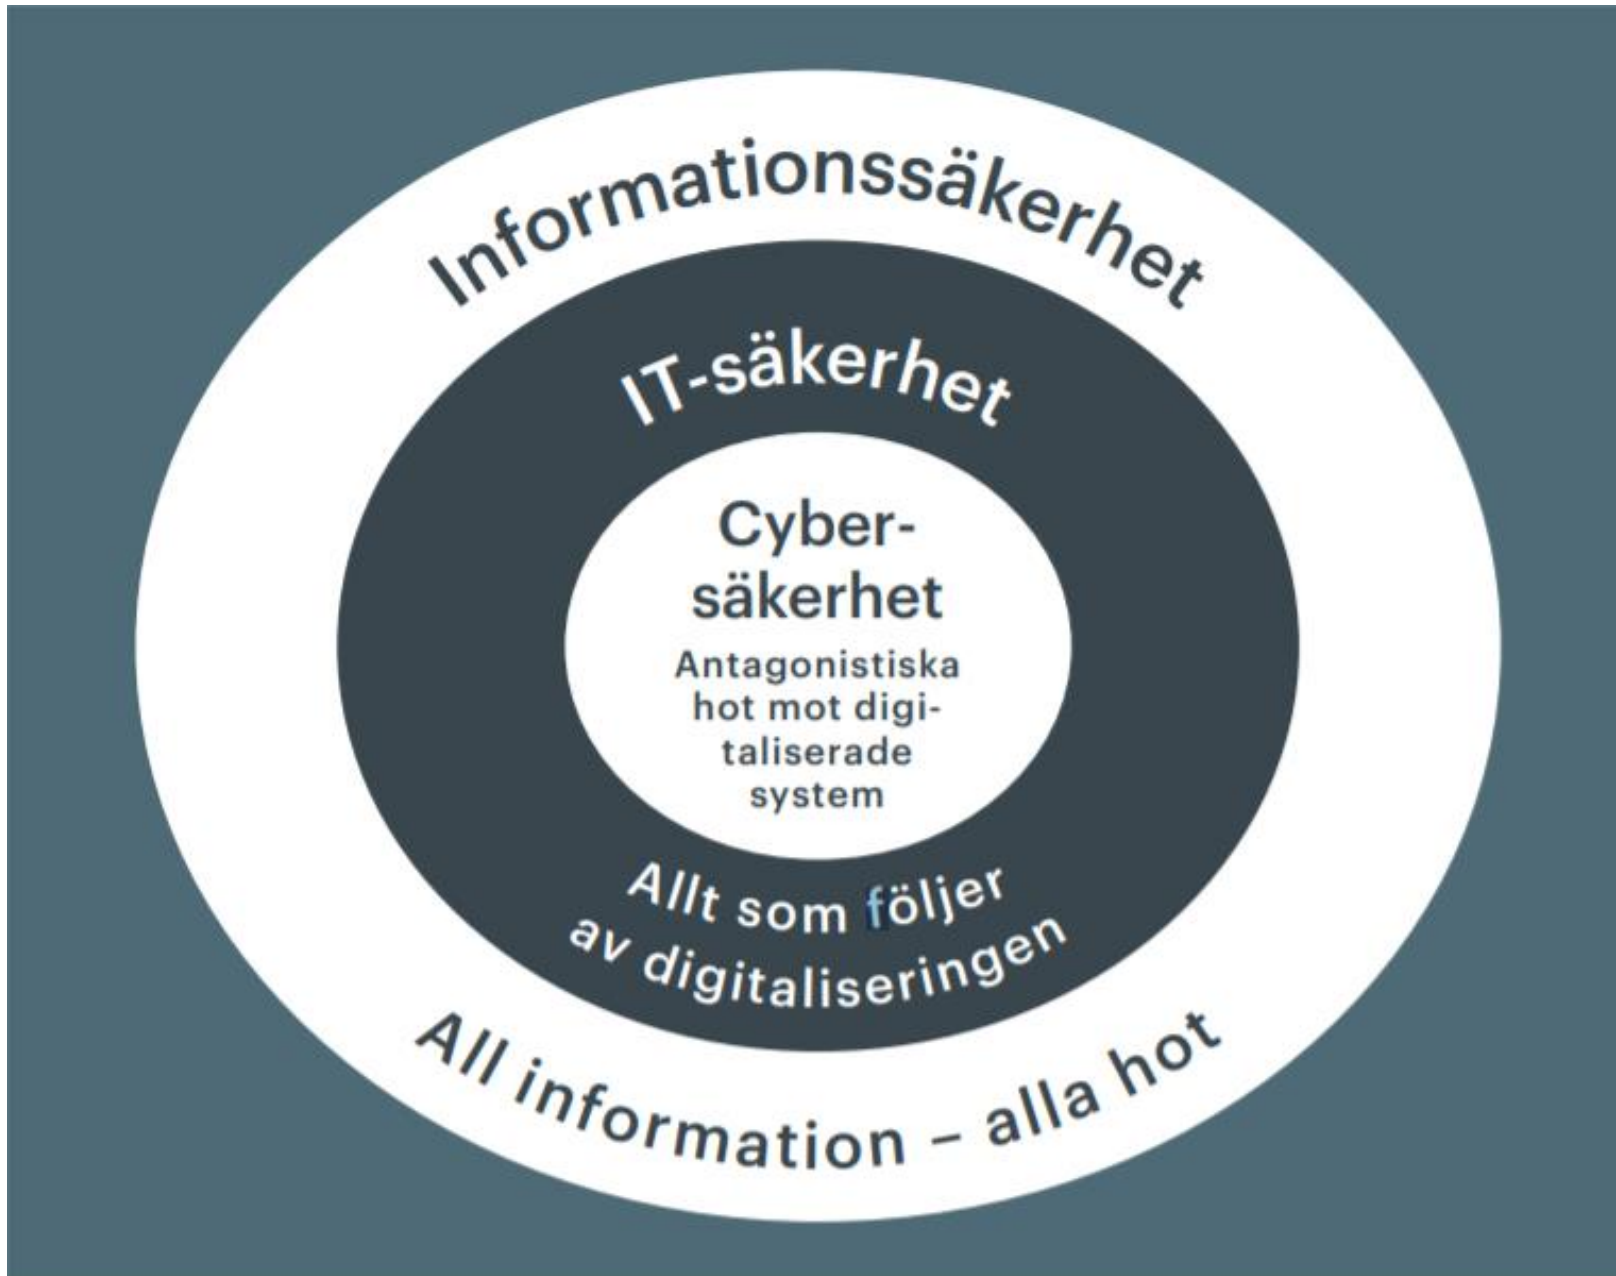 Informationssäkerhet
IT-säkerhet
Cyber-
säkerhet
Antagonistiska
hot mot digi-
taliserade
system
Allt som följer
av digitaliseringen
All information – alla hot